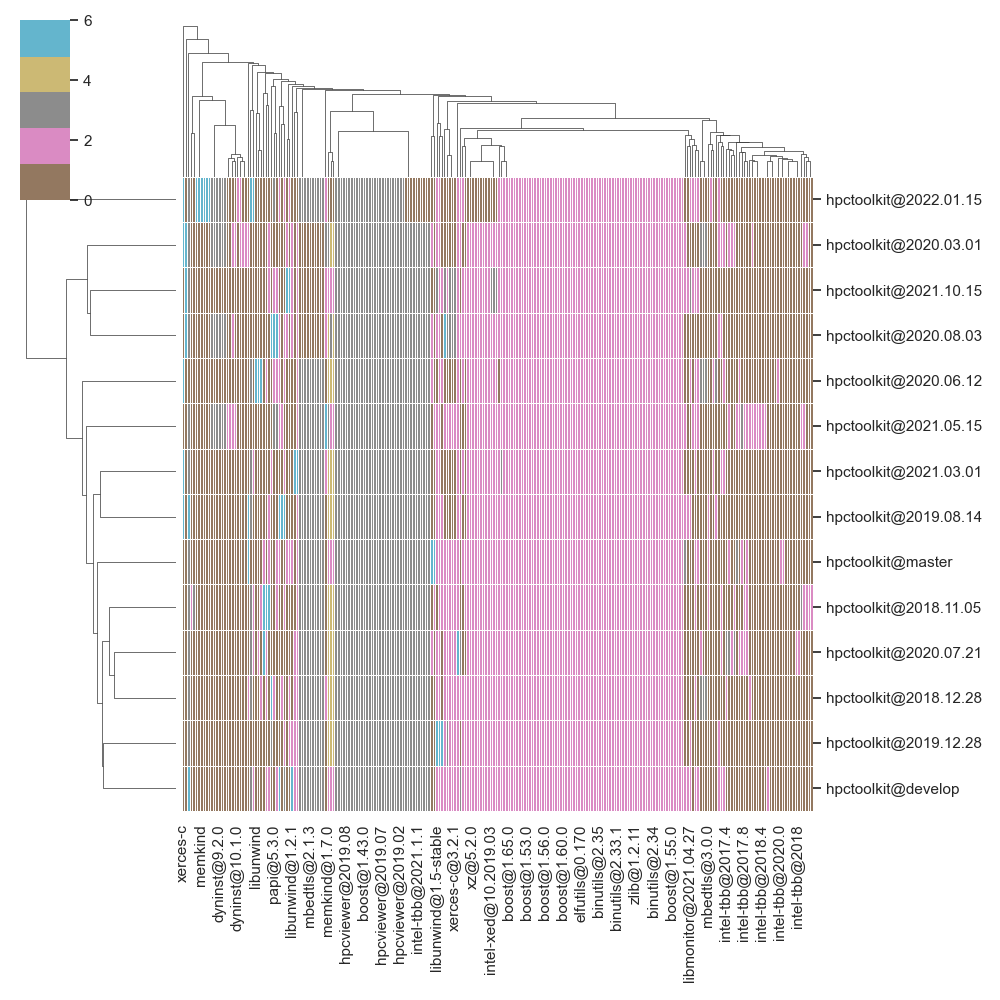 6
4
2
0
hpctoolkit@2022.01.15
hpctoolkit@2020.03.01
hpctoolkit@2021.10.15
hpctoolkit@2020.08.03
hpctoolkit@2020.06.12
hpctoolkit@2021.05.15
hpctoolkit@2021.03.01
hpctoolkit@2019.08.14
hpctoolkit@master
hpctoolkit@2018.11.05
hpctoolkit@2020.07.21
hpctoolkit@2018.12.28
hpctoolkit@2019.12.28
hpctoolkit@develop
xerces-c
memkind
dyninst@9.2.0
dyninst@10.1.0
libunwind
papi@5.3.0
libunwind@1.2.1
mbedtls@2.1.3
memkind@1.7.0
hpcviewer@2019.08
boost@1.43.0
hpcviewer@2019.07
hpcviewer@2019.02
intel-tbb@2021.1.1
libunwind@1.5-stable
xerces-c@3.2.1
xz@5.2.0
intel-xed@10.2019.03
boost@1.65.0
boost@1.53.0
boost@1.56.0
boost@1.60.0
elfutils@0.170
binutils@2.35
binutils@2.33.1
zlib@1.2.11
binutils@2.34
boost@1.55.0
libmonitor@2021.04.27
mbedtls@3.0.0
intel-tbb@2017.4
intel-tbb@2017.8
intel-tbb@2018.4
intel-tbb@2020.0
intel-tbb@2018